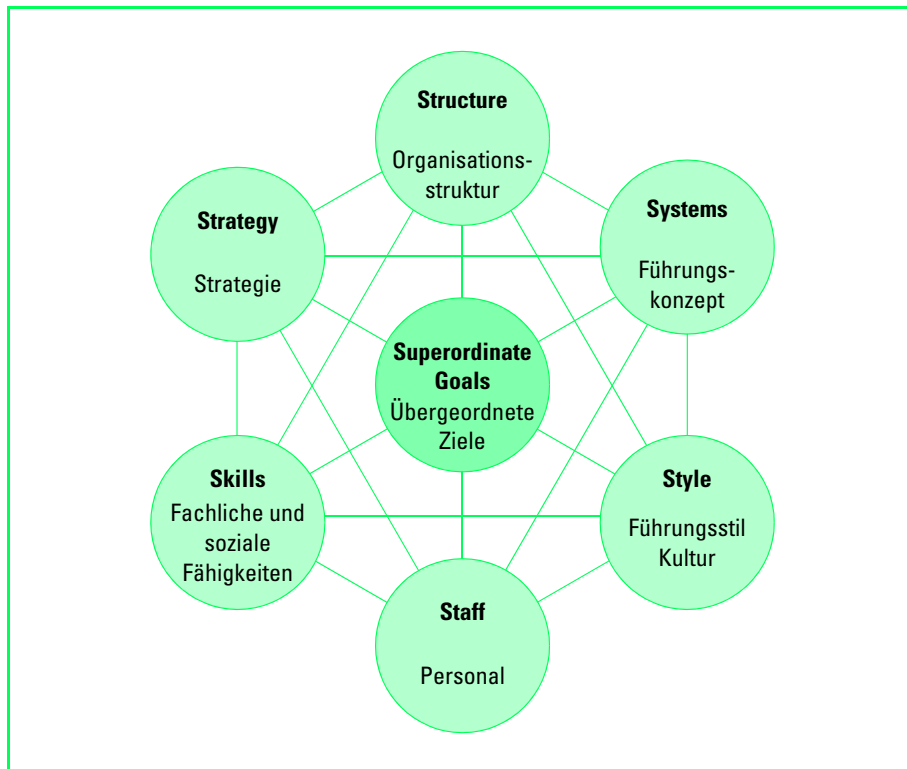 Structure
Organisations-
struktur
Strategy
Strategie
Systems
Führungs-
konzept
Superordinate
Goals
Übergeordnete
Ziele
Skills
Fachliche und
soziale
Fähigkeiten
Style
Führungsstil
Kultur
Staff
Personal